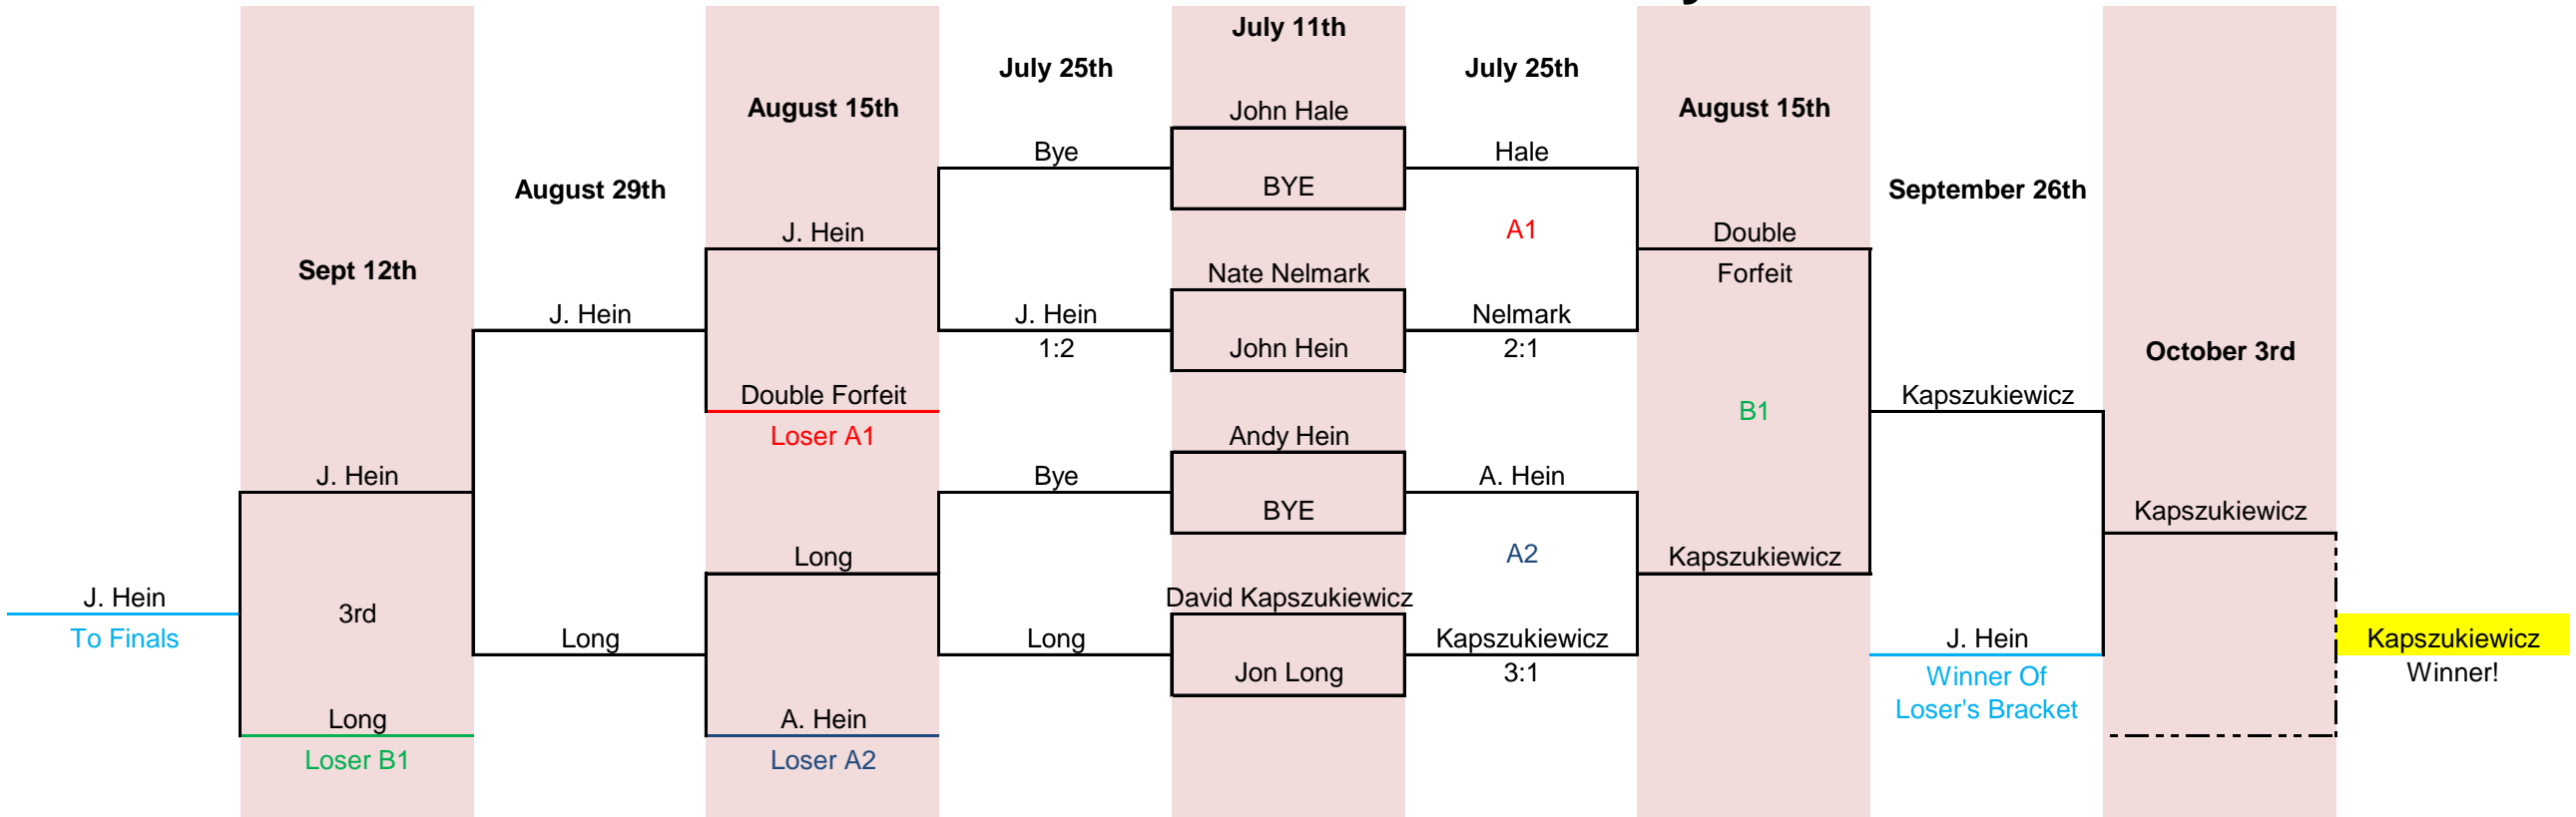 July 11th
July 25th
July 25th
August 15th
John Hale
August 15th
Bye
Hale
August 29th
BYE
September 26th
J. Hein
A1
Double
Sept 12th
Nate Nelmark
Forfeit
J. Hein
J. Hein
Nelmark
1:2
John Hein
2:1
October 3rd
Double Forfeit
Kapszukiewicz
B1
Loser A1
Andy Hein
J. Hein
Bye
A. Hein
BYE
Kapszukiewicz
Long
A2
Kapszukiewicz
J. Hein
3rd
David Kapszukiewicz
To Finals
Long
Long
Kapszukiewicz
J. Hein
Kapszukiewicz
Jon Long
3:1
Winner Of
Winner!
Loser's Bracket
Long
A. Hein
Loser B1
Loser A2